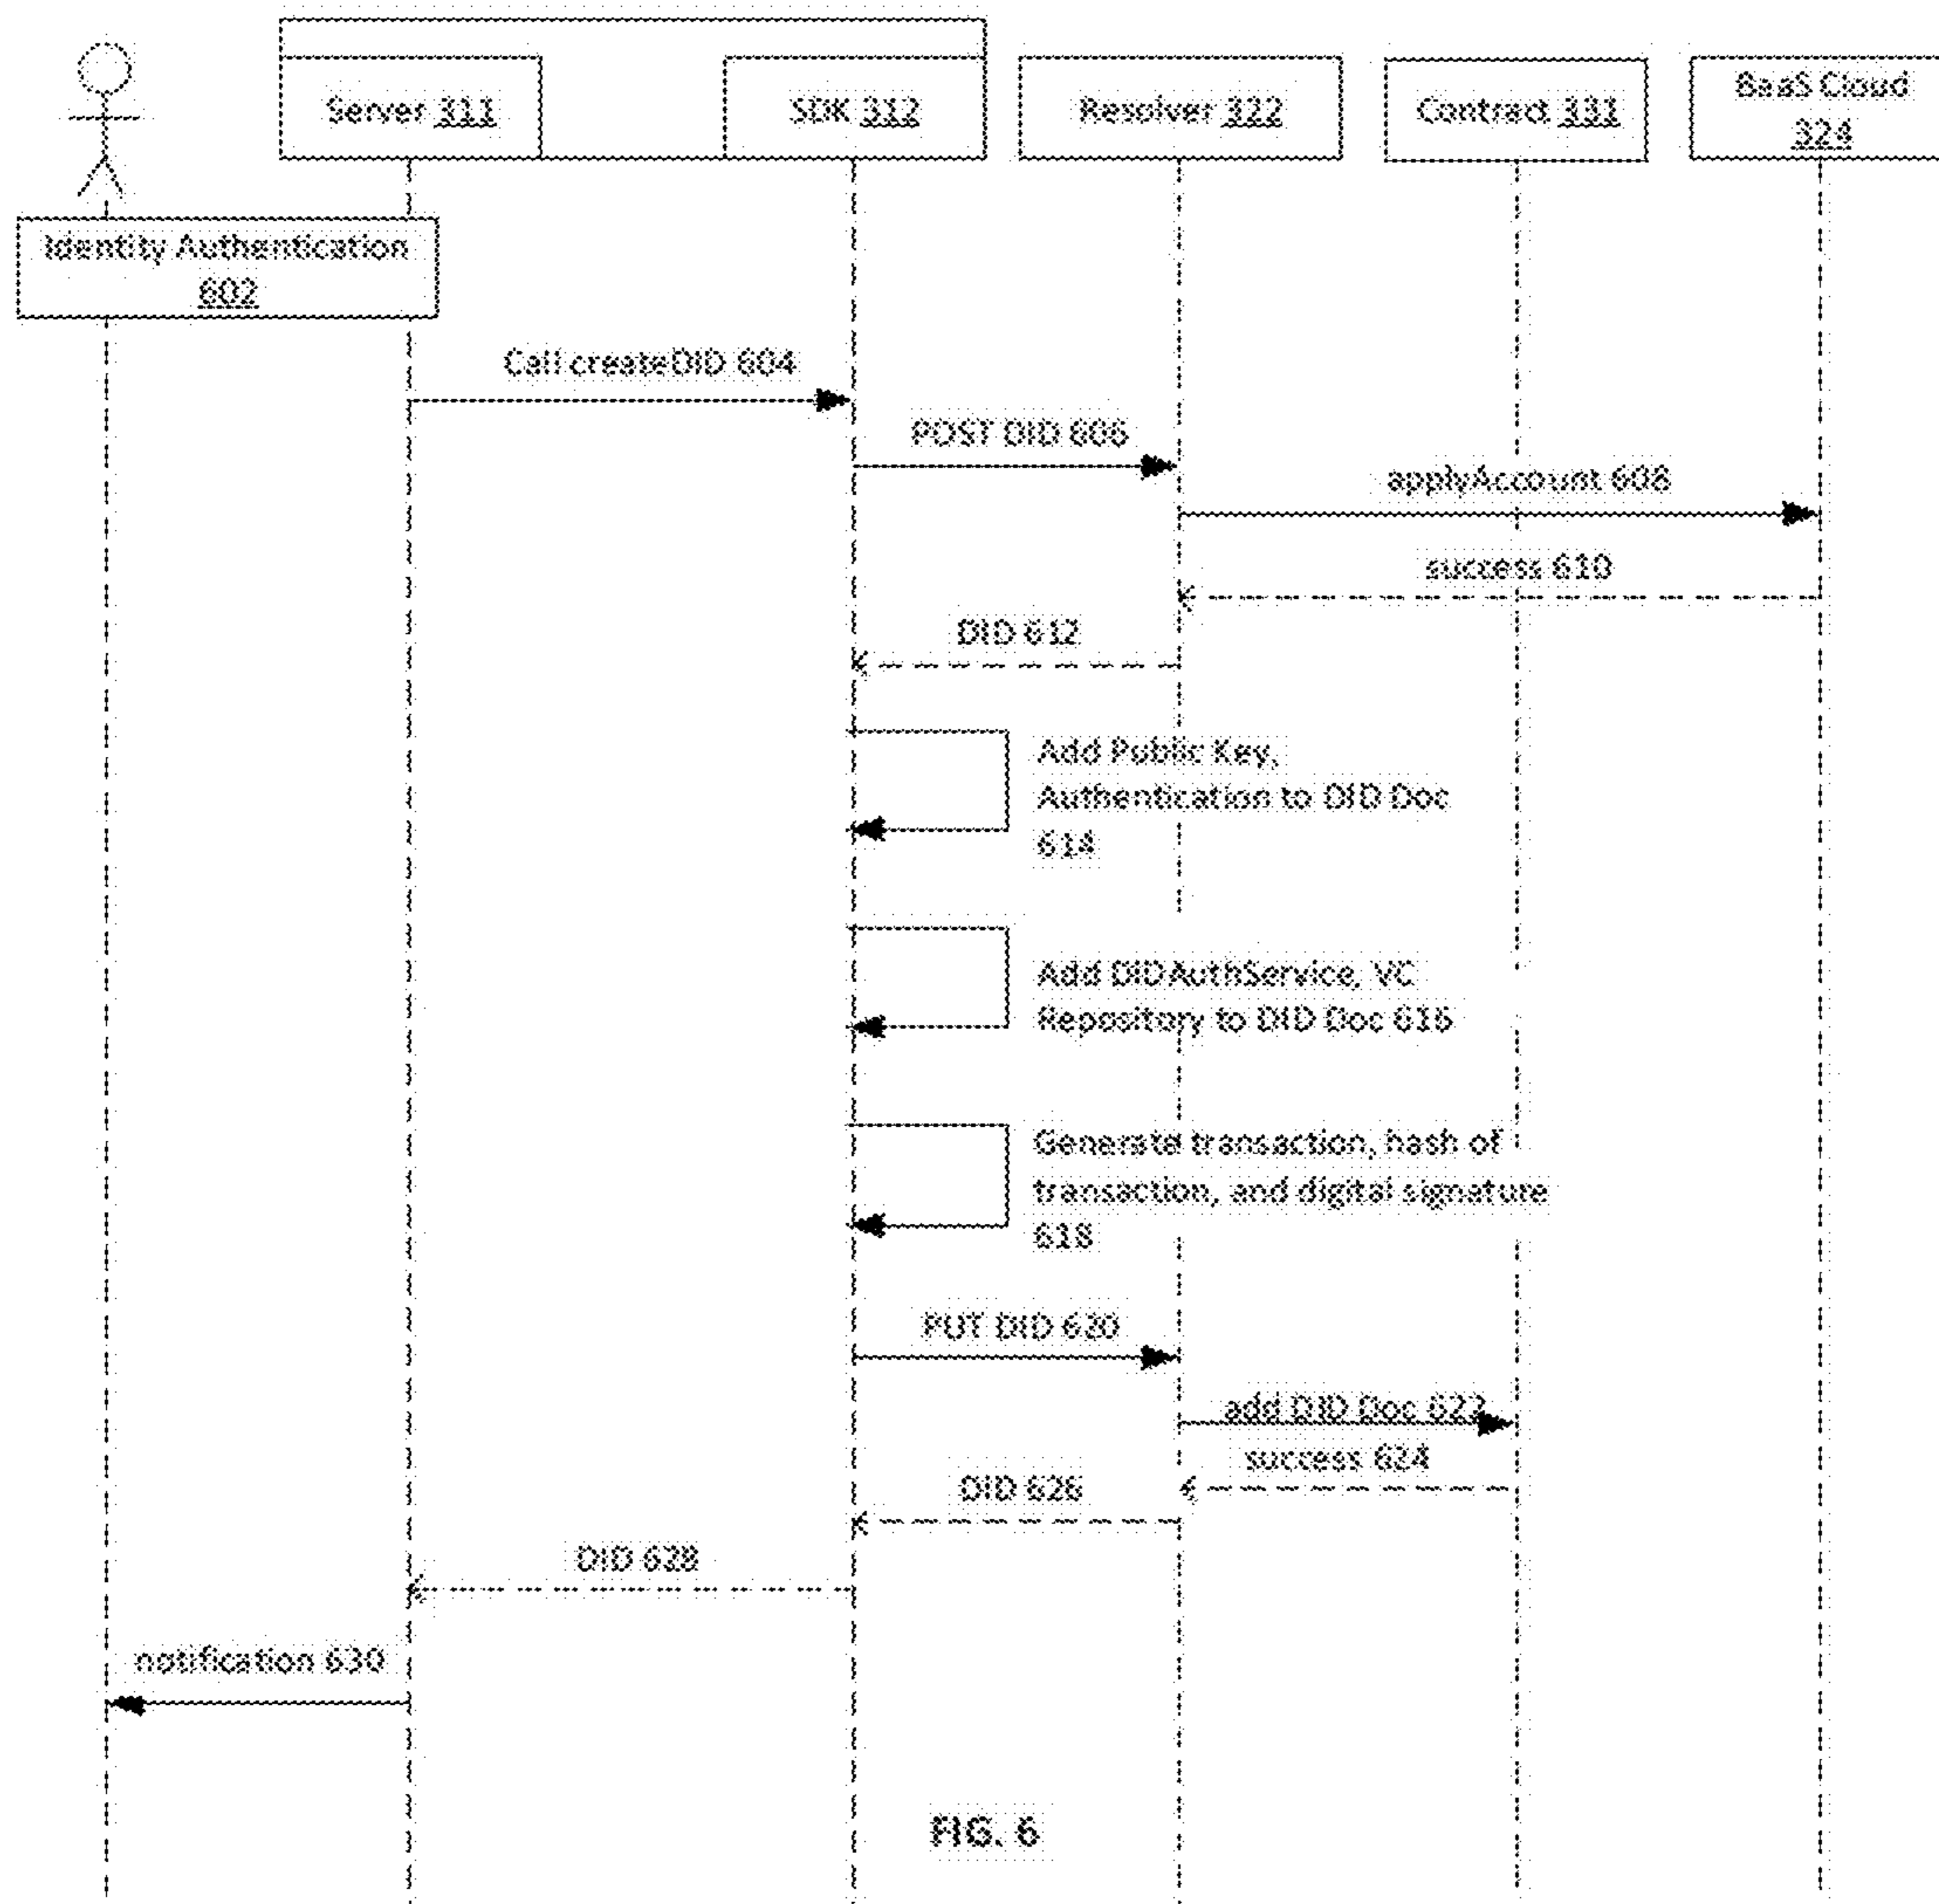 Server 311
SDK 312
Resolver 322
Contract 331
BaaS Cloud
324
Identity Authentication
602
Call createDID 604
POST DID 606
applyAccount 608
success 610
DID 612
Add Public Key,
Authentication to DID Doc
614
Add DIDAuthService, VC
Repository to DID Doc 616
Generate transaction, hash of
transaction, and digital signature
618
PUT DID 620
add DID Doc 622
success 624
DID 626
DID 628
notification 630
FIG. 6